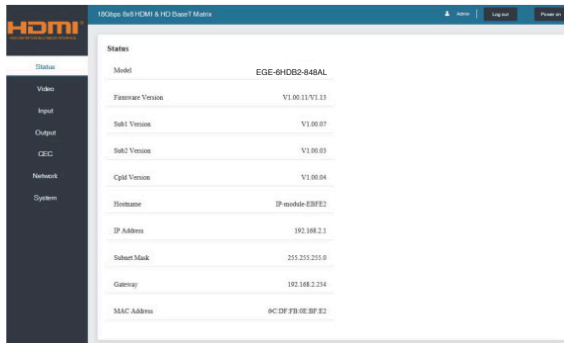 18Gbps 8x8 HDMI & HD BaseT Matrix
Admin
Log out
Power on
HDMI
Status
Video
Input
Output
CEC
Network
System
Status
Model EGE-6HDB2-848AL
Firmware Version V1.00.11/V1.13
Sub1 Version V1.00.07
Sub2 Version V1.00.03
Cpld Version V1.00.04
Hostname IP-module-EBFE2
IP Address 192.168.2.1
Subnet Mask 255.255.255.0
Gateway 192.168.2.254
MAC Address 6C:DF:FB:0E:BF:E2